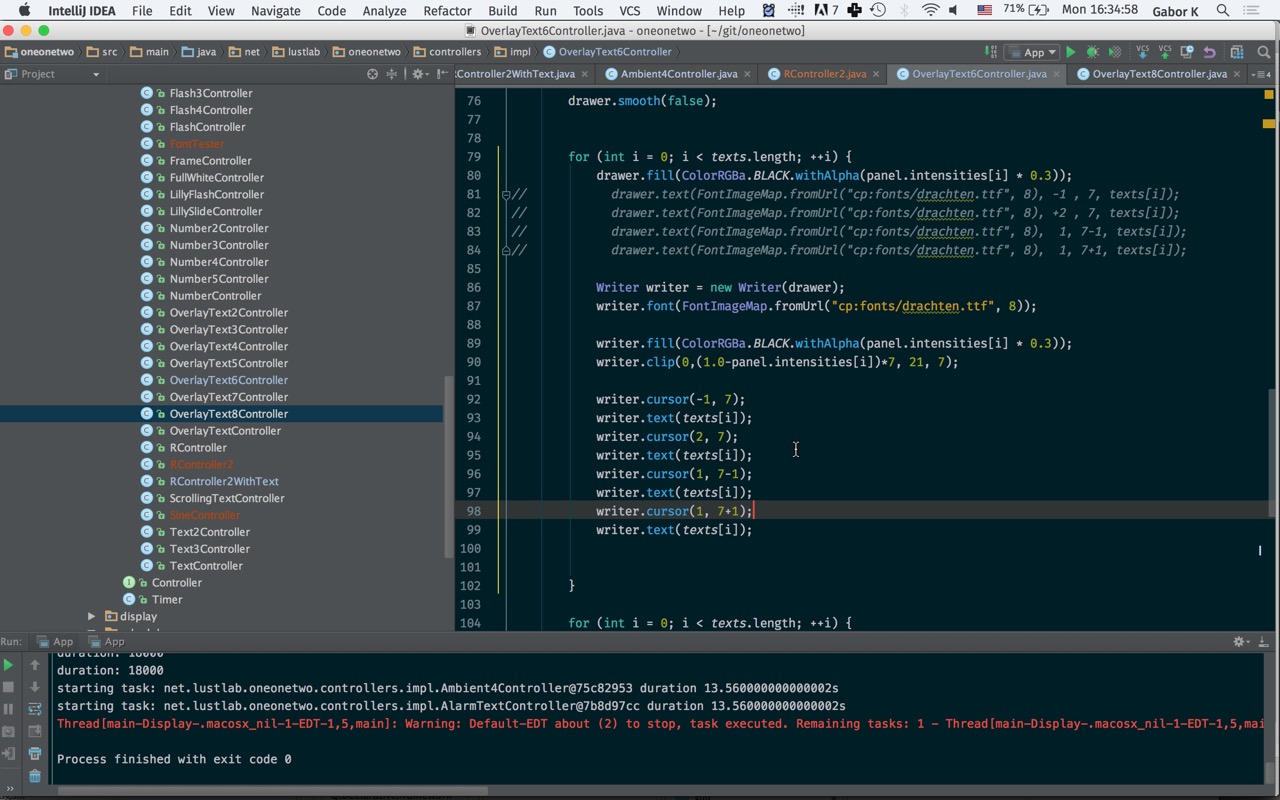 IntelliJ IDEA File Edit View Navigate Code Analyze Refactor Build Run Tools VCS Window Help 7 71% Mon 16:34:58 Gabor K
OverlayText6Controller.java - oneonetwo - [~/git/oneonetwo]
oneonetwo src main java net lustlab oneonetwo controllers impl OverlayText6Controller App VCS VCS
Project
Controller2WithText.java Ambient4Controller.java RController2.java OverlayText6Controller.java OverlayText8Controller.java 4
Flash3Controller
Flash4Controller
FlashController
FontTester
FrameController
FullWhiteController
LillyFlashController
LillySlideController
Number2Controller
Number3Controller
Number4Controller
Number5Controller
NumberController
OverlayText2Controller
OverlayText3Controller
OverlayText4Controller
OverlayText5Controller
OverlayText6Controller
OverlayText7Controller
OverlayText8Controller
OverlayTextController
RController
RController2
RController2WithText
ScrollingTextController
SineController
Text2Controller
Text3Controller
TextController
Controller
Timer
display
76 drawer.smooth(false);
77
78
79 for (int i = 0; i < texts.length; ++i) {
80 drawer.fill(ColorRGBa.BLACK.withAlpha(panel.intensities[i] * 0.3));
81 // drawer.text(FontImageMap.fromUrl("cp:fonts/drachten.ttf", 8), -1 , 7, texts[i]);
82 // drawer.text(FontImageMap.fromUrl("cp:fonts/drachten.ttf", 8), +2 , 7, texts[i]);
83 // drawer.text(FontImageMap.fromUrl("cp:fonts/drachten.ttf", 8), 1, 7-1, texts[i]);
84 // drawer.text(FontImageMap.fromUrl("cp:fonts/drachten.ttf", 8), 1, 7+1, texts[i]);
85
86 Writer writer = new Writer(drawer);
87 writer.font(FontImageMap.fromUrl("cp:fonts/drachten.ttf", 8));
88
89 writer.fill(ColorRGBa.BLACK.withAlpha(panel.intensities[i] * 0.3));
90 writer.clip(0,(1.0-panel.intensities[i])*7, 21, 7);
91
92 writer.cursor(-1, 7);
93 writer.text(texts[i]);
94 writer.cursor(2, 7);
95 writer.text(texts[i]);
96 writer.cursor(1, 7-1);
97 writer.text(texts[i]);
98 writer.cursor(1, 7+1);
99 writer.text(texts[i]);
100
101
102 }
103
104 for (int i = 0; i < texts.length; ++i) {
Run: App App
duration: 18000
duration: 18000
starting task: net.lustlab.oneonetwo.controllers.impl.Ambient4Controller@75c82953 duration 13.560000000000002s
starting task: net.lustlab.oneonetwo.controllers.impl.AlarmTextController@7b8d97cc duration 13.560000000000002s
Thread[main-Display-.macosx_nil-1-EDT-1,5,main]: Warning: Default-EDT about (2) to stop, task executed. Remaining tasks: 1 - Thread[main-Display-.macosx_nil-1-EDT-1,5,mai
Process finished with exit code 0